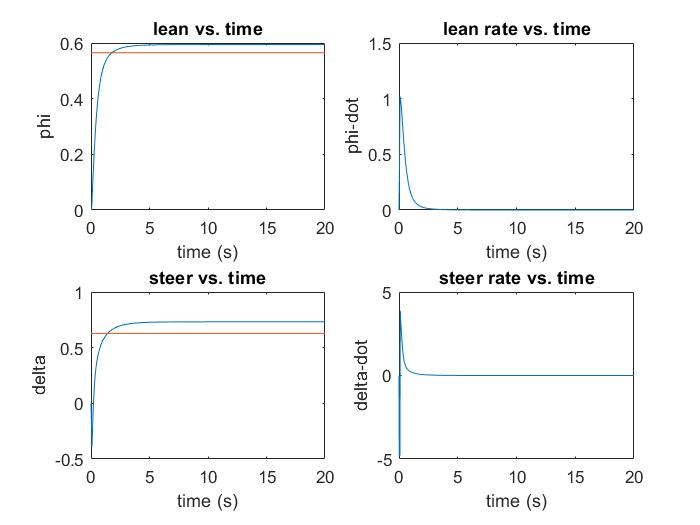 lean vs. time
0.6
0.4
0.2
0
phi
0 5 10 15 20
time (s)
lean rate vs. time
1.5
1
0.5
0
phi-dot
0 5 10 15 20
time (s)
steer vs. time
1
0.5
0
-0.5
delta
0 5 10 15 20
time (s)
steer rate vs. time
5
0
-5
delta-dot
0 5 10 15 20
time (s)